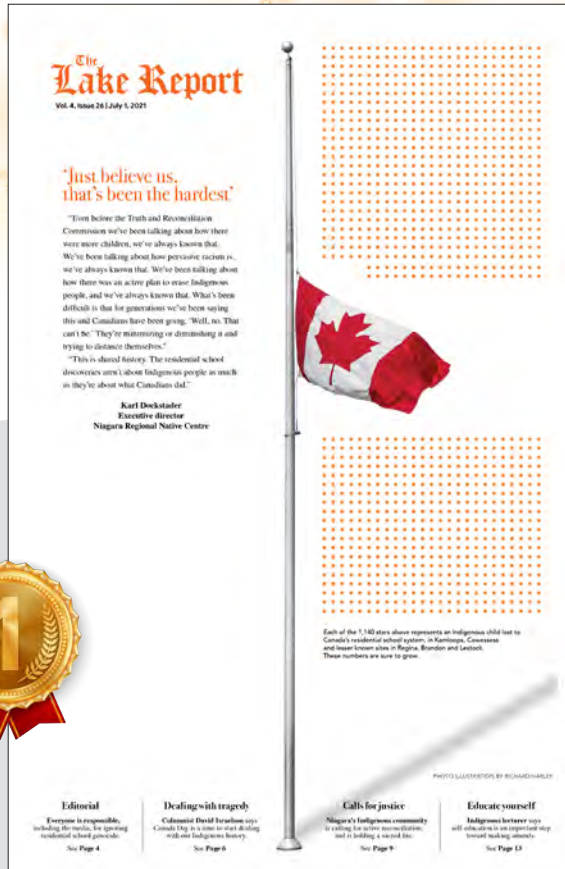 The
Lake Report
Vol. 4, Issue 26 | July 1, 2021
'Just believe us,
that's been the hardest'
"Even before the Truth and Reconciliation
Commission we've been talking about how there
were more children, we've always known that.
We've been talking about how pervasive racism is,
we've always known that. We've been talking about
how there was an active plan to erase Indigenous
people, and we've always known that. What's been
difficult is that for generations we've been saying
this and Canadians have been going, 'Well, no. That
can't be.' They're minimizing or diminishing it and
trying to distance themselves."
"This is shared history. The residential school
discoveries aren't about Indigenous people as much
as they're about what Canadians did."
Karl Dockstader
Executive director
Niagara Regional Native Centre
Each of the 1,140 stars above represents an Indigenous child lost to
Canada's residential school system, in Kamloops, Cowessess
and lesser known sites in Regina, Brandon and Lestock.
These numbers are sure to grow.
PHOTO ILLUSTRATION BY RICHARD HARLEY
1
Editorial
Everyone is responsible,
including the media, for ignoring
residential school genocide.
See Page 4
Dealing with tragedy
Columnist David Israelson says
Canada Day is a time to start dealing
with our Indigenous history.
See Page 6
Calls for justice
Niagara's Indigenous community
is calling for active reconciliation,
and is holding a sacred fire.
See Page 9
Educate yourself
Indigenous lecturer says
self-education is an important step
toward making amends.
See Page 13